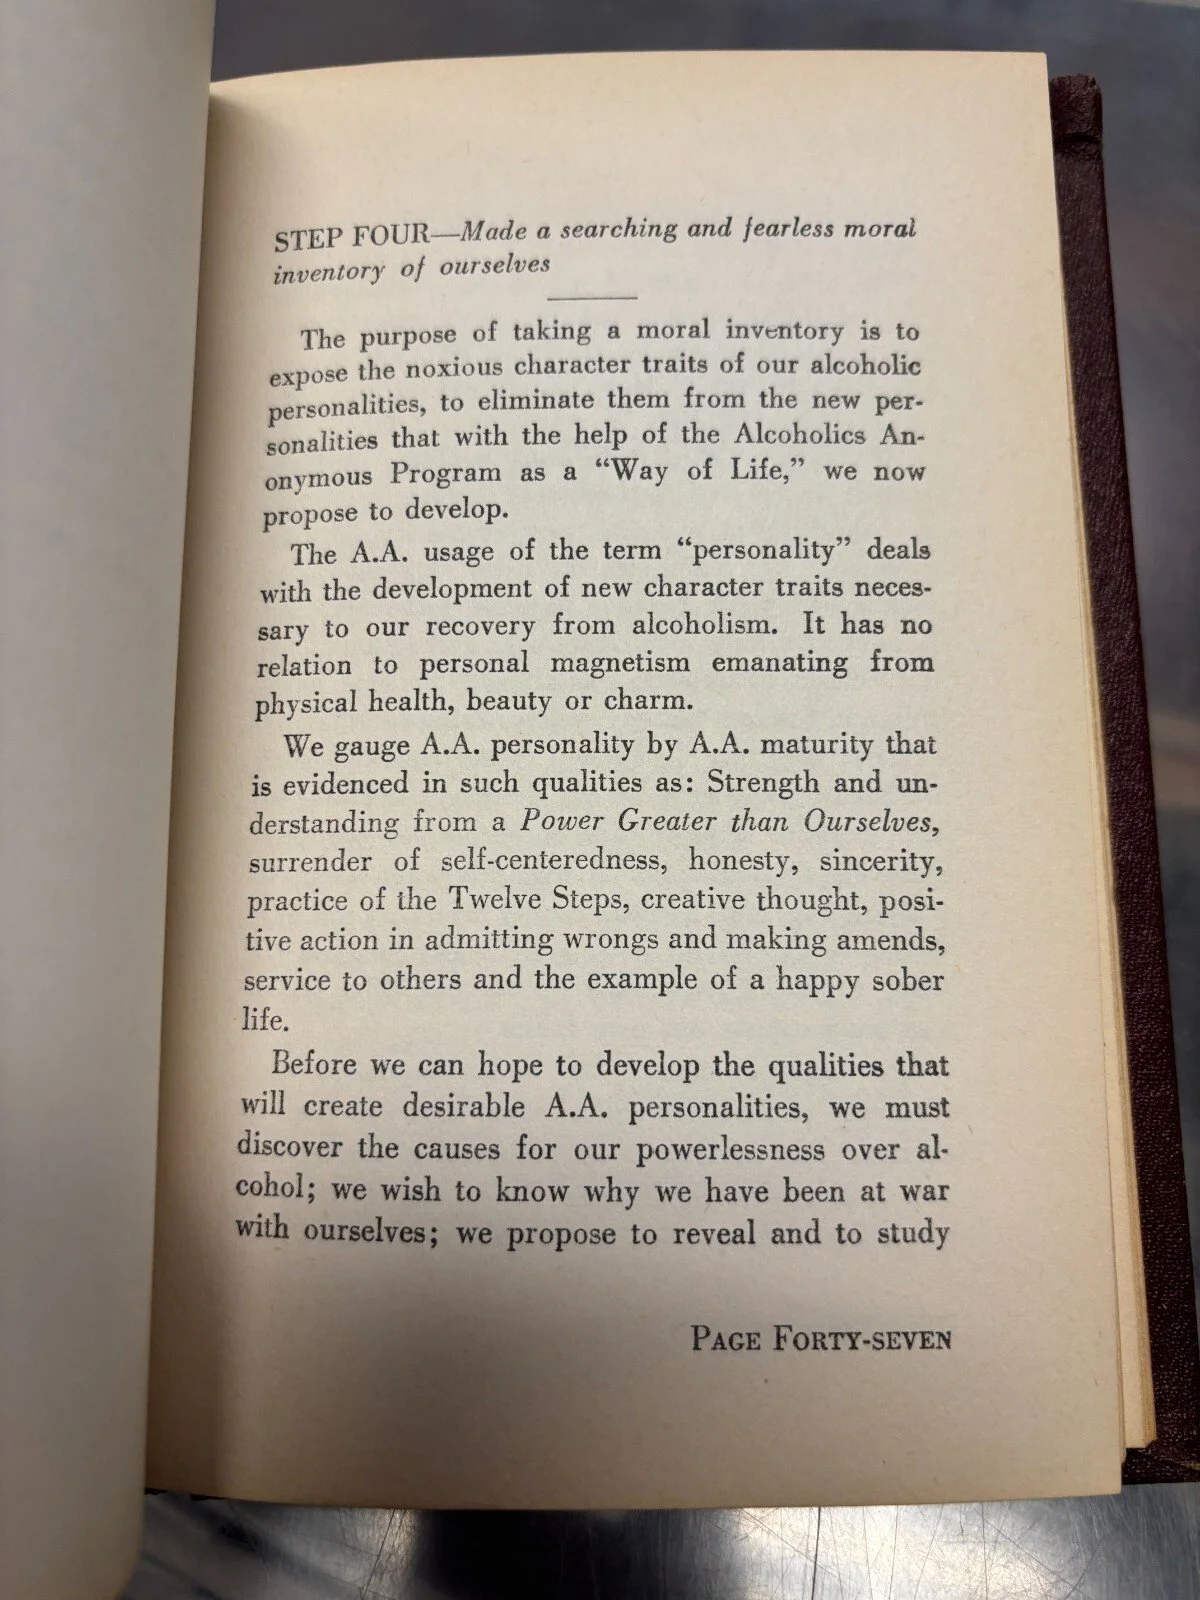 STEP FOUR—Made a searching and fearless moral
inventory of ourselves
The purpose of taking a moral inventory is to
expose the noxious character traits of our alcoholic
personalities, to eliminate them from the new per-
sonalities that with the help of the Alcoholics An-
onymous Program as a “Way of Life,” we now
propose to develop.
The A.A. usage of the term “personality” deals
with the development of new character traits neces-
sary to our recovery from alcoholism. It has no
relation to personal magnetism emanating from
physical health, beauty or charm.
We gauge A.A. personality by A.A. maturity that
is evidenced in such qualities as: Strength and un-
derstanding from a Power Greater than Ourselves,
surrender of self-centeredness, honesty, sincerity,
practice of the Twelve Steps, creative thought, posi-
tive action in admitting wrongs and making amends,
service to others and the example of a happy sober
life.
Before we can hope to develop the qualities that
will create desirable A.A. personalities, we must
discover the causes for our powerlessness over al-
cohol; we wish to know why we have been at war
with ourselves; we propose to reveal and to study
PAGE FORTY-SEVEN